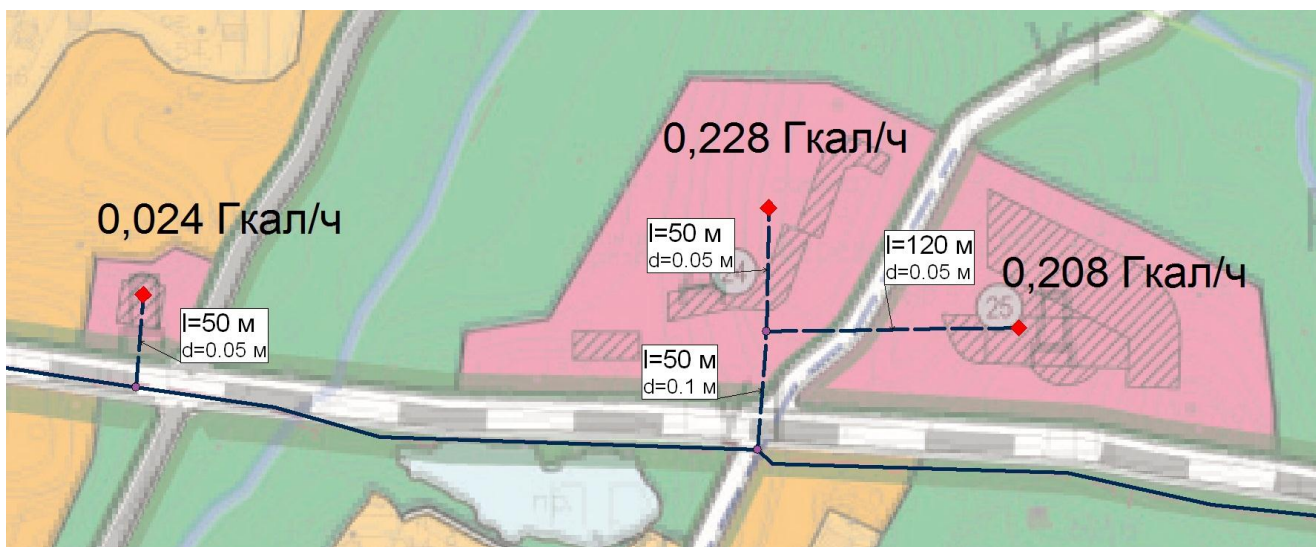 0,228 Гкал/ч
0,024 Гкал/ч
l=50 м
d=0.05 м
l=120 м
d=0.05 м
24
0,208 Гкал/ч
25
l=50 м
d=0.05 м
l=50 м
d=0.1 м